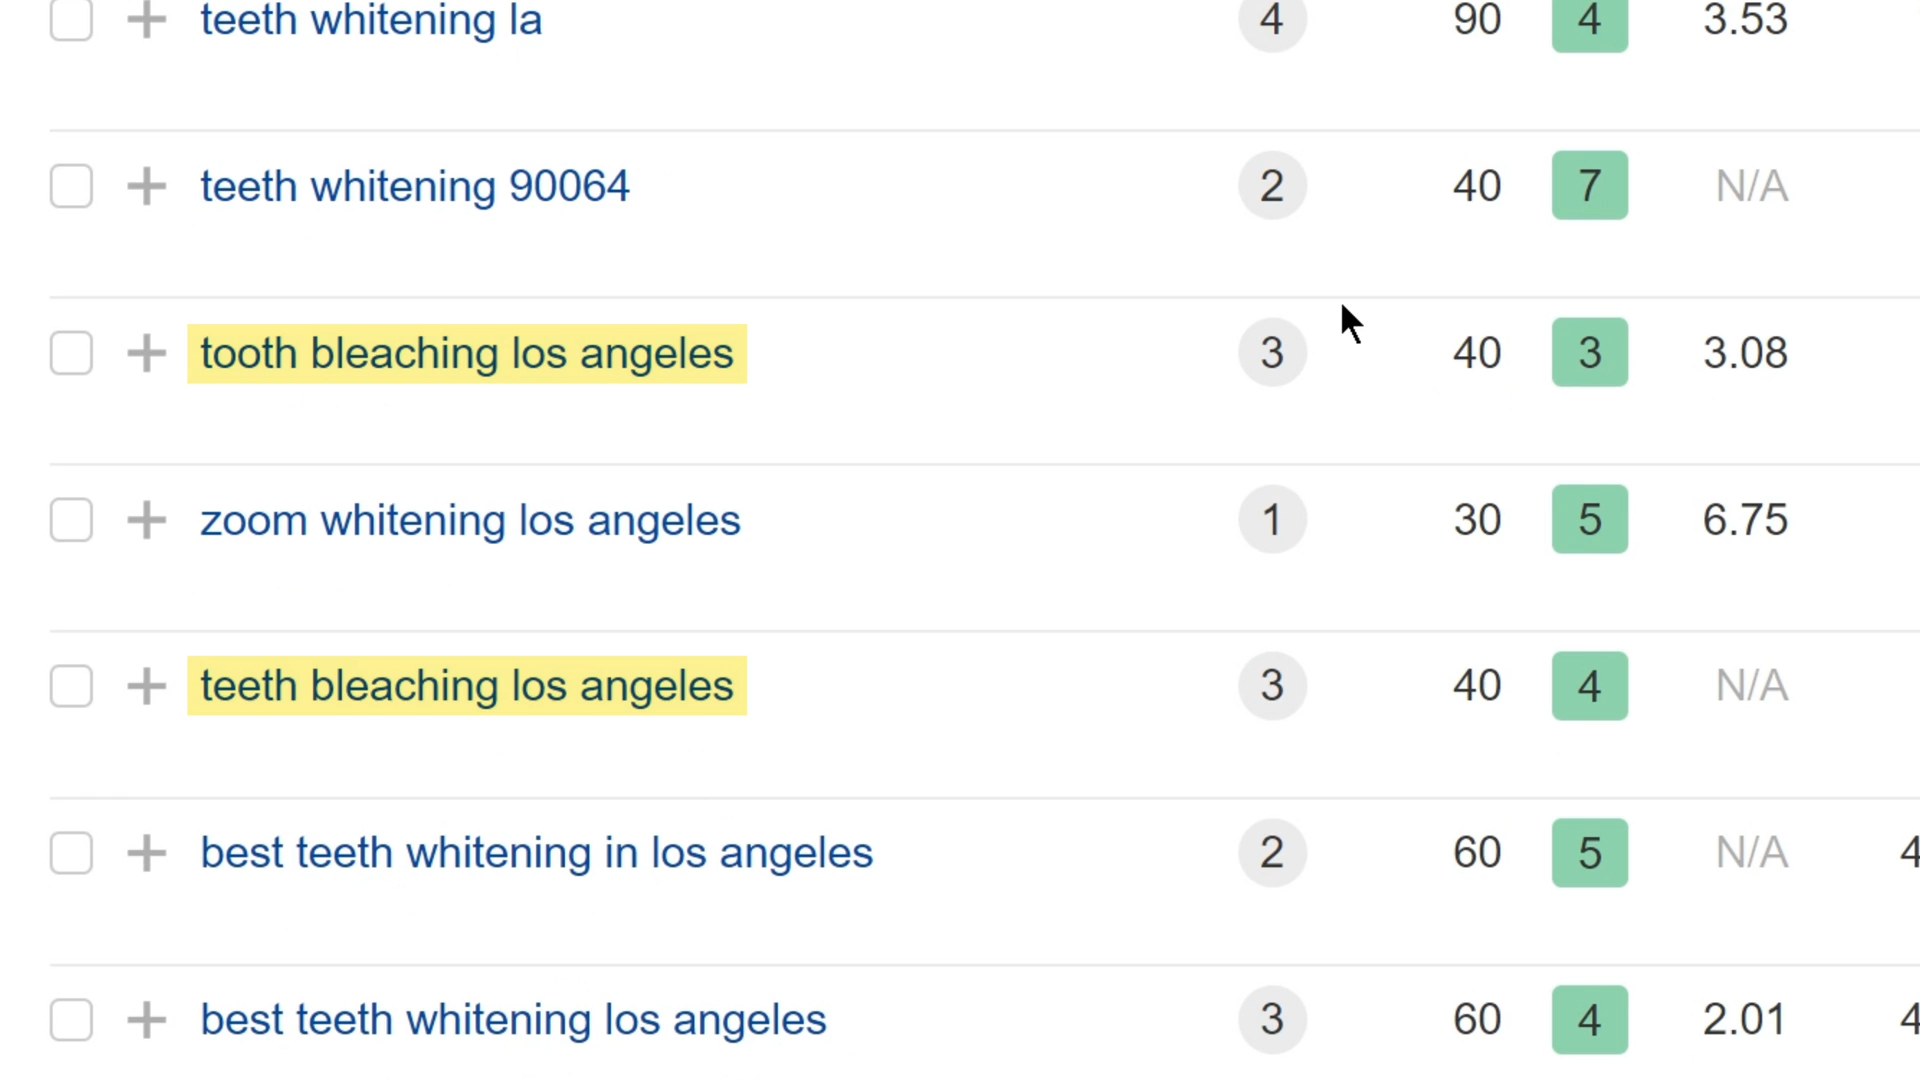 teeth whitening la 4 90 4 3.53
teeth whitening 90064 2 40 7 N/A
tooth bleaching los angeles 3 40 3 3.08
zoom whitening los angeles 1 30 5 6.75
teeth bleaching los angeles 3 40 4 N/A
best teeth whitening in los angeles 2 60 5 N/A 4
best teeth whitening los angeles 3 60 4 2.01 4